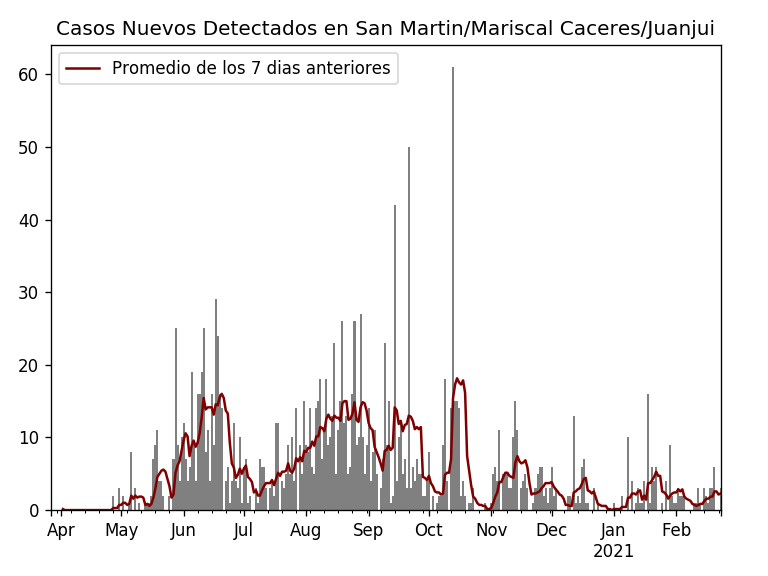 Casos Nuevos Detectados en San Martin/Mariscal Caceres/Juanjui
Promedio de los 7 dias anteriores
60
50
40
30
20
10
0
Apr May Jun Jul Aug Sep Oct Nov Dec Jan Feb
2021